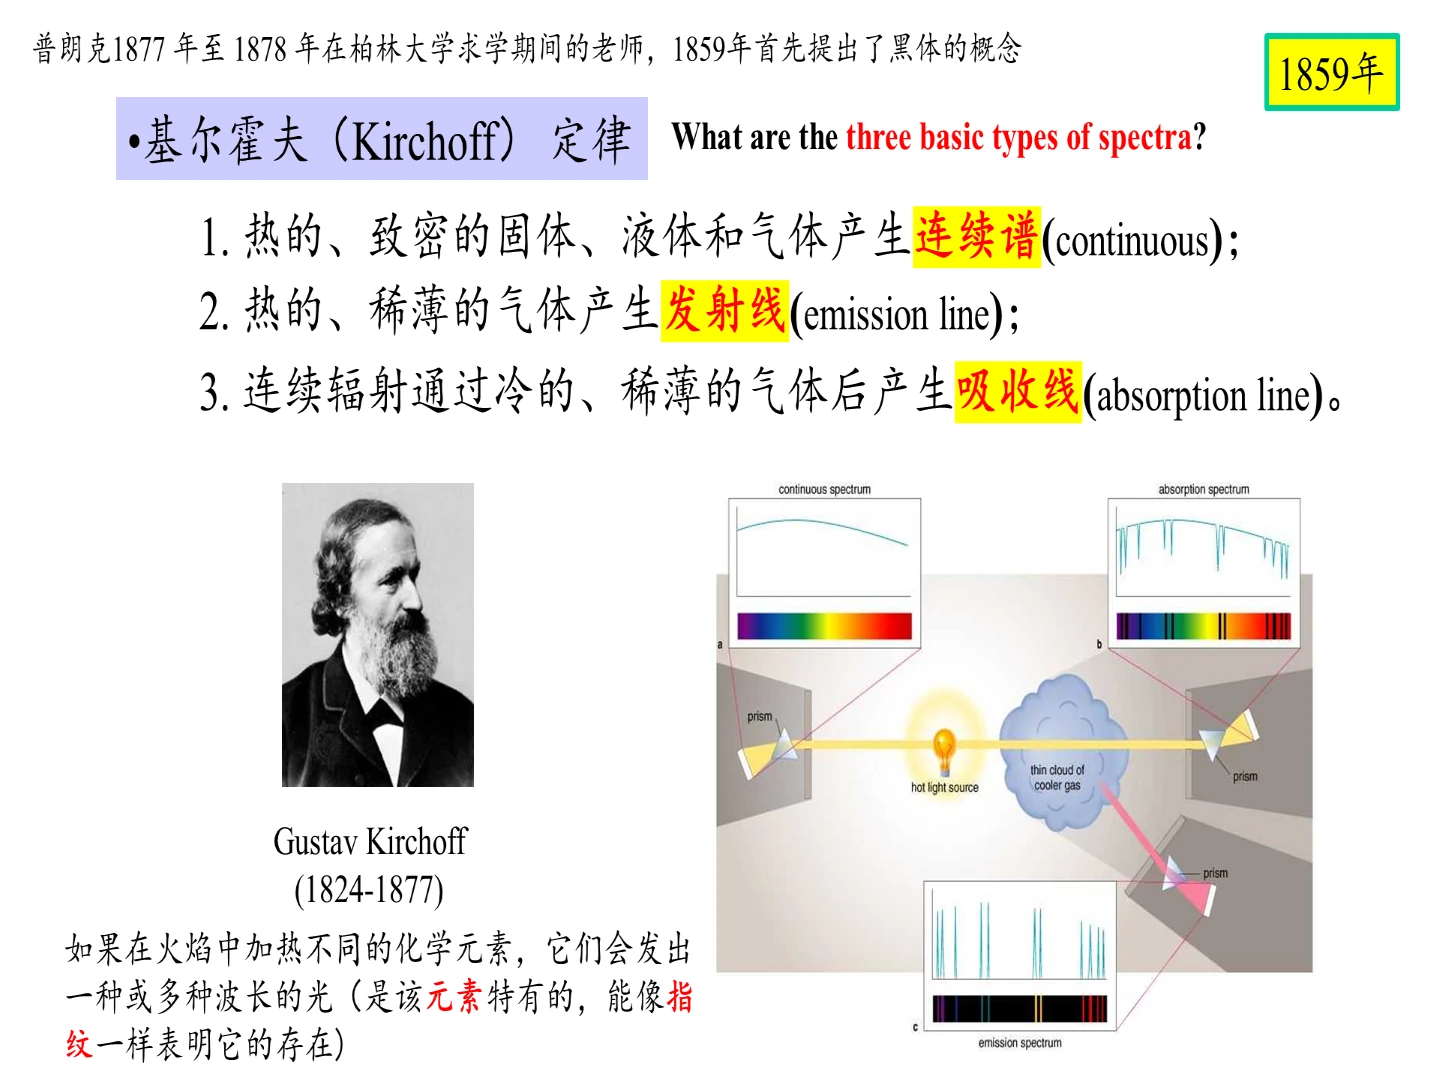 普朗克1877 年至 1878 年在柏林大学求学期间的老师，1859年首先提出了黑体的概念
1859年
•基尔霍夫（Kirchoff） 定律
What are the three basic types of spectra?
1. 热的、致密的固体、液体和气体产生连续谱(continuous)；
2. 热的、稀薄的气体产生发射线(emission line)；
3. 连续辐射通过冷的、稀薄的气体后产生吸收线(absorption line)。
Gustav Kirchoff
(1824-1877)
如果在火焰中加热不同的化学元素，它们会发出
一种或多种波长的光（是该元素特有的，能像指
纹一样表明它的存在）
continuous spectrum
a
absorption spectrum
b
prism
hot light source
thin cloud of
cooler gas
prism
prism
c
emission spectrum